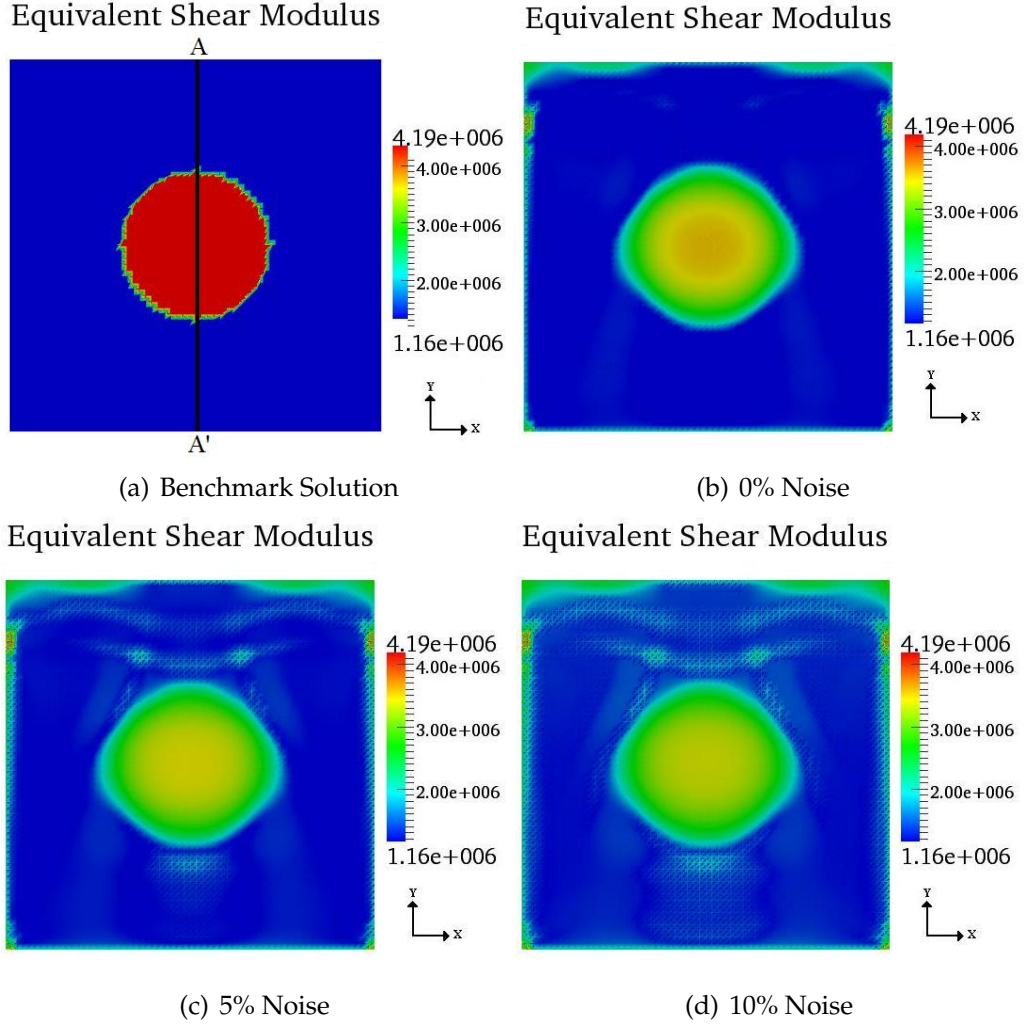 Equivalent Shear Modulus
A
4.19e+006
4.00e+006
3.00e+006
2.00e+006
1.16e+006
Y
X
A'
(a) Benchmark Solution
Equivalent Shear Modulus
4.19e+006
4.00e+006
3.00e+006
2.00e+006
1.16e+006
Y
X
(b) 0% Noise
Equivalent Shear Modulus
4.19e+006
4.00e+006
3.00e+006
2.00e+006
1.16e+006
Y
X
(c) 5% Noise
Equivalent Shear Modulus
4.19e+006
4.00e+006
3.00e+006
2.00e+006
1.16e+006
Y
X
(d) 10% Noise